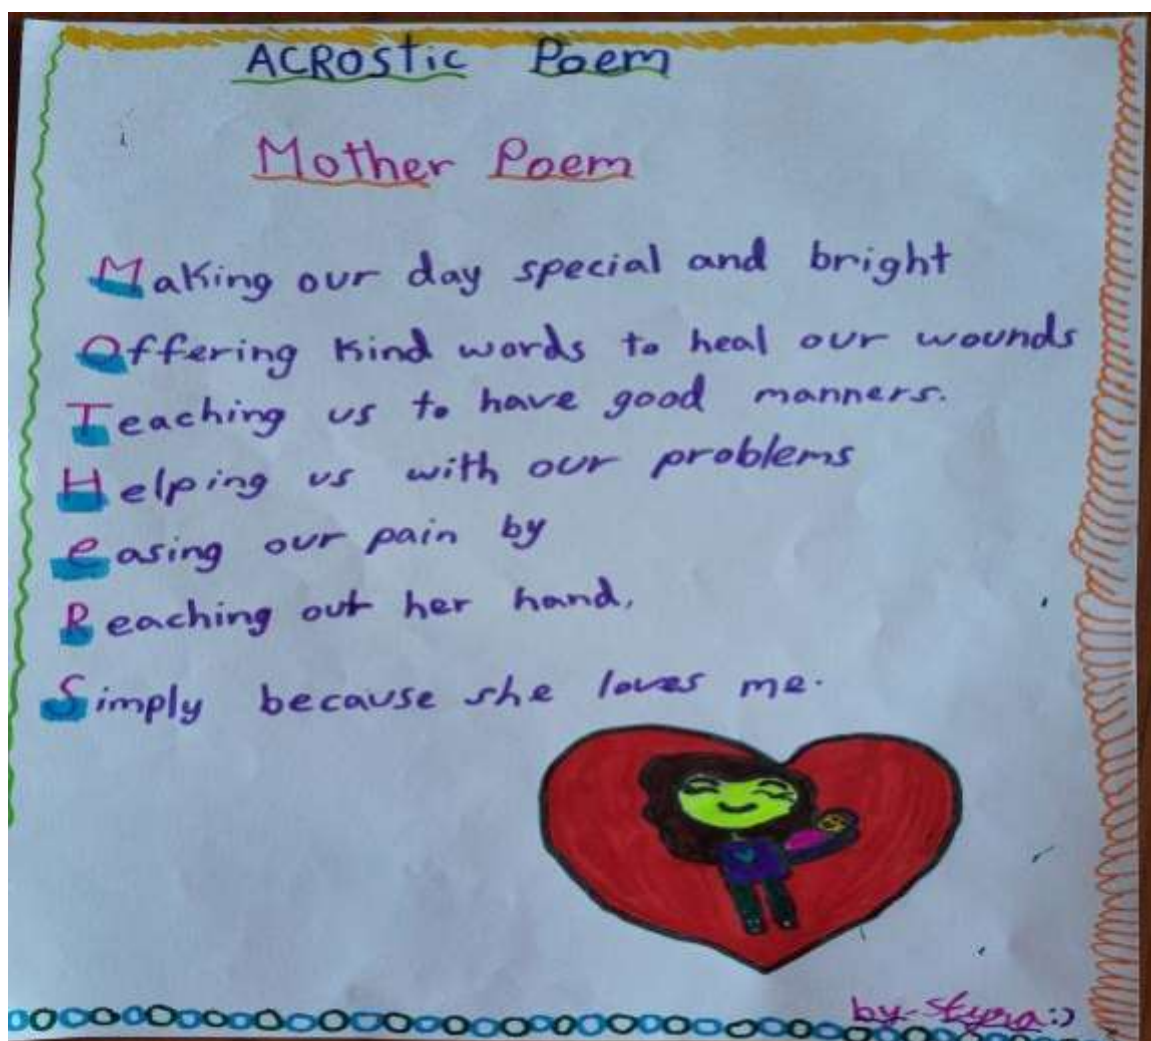 ACROStic Poem
Mother Poem
Making our day special and bright
Offering kind words to heal our wounds
Teaching us to have good manners.
Helping us with our problems
easing our pain by
Reaching out her hand,
Simply because she loves me.
by-Styra:)